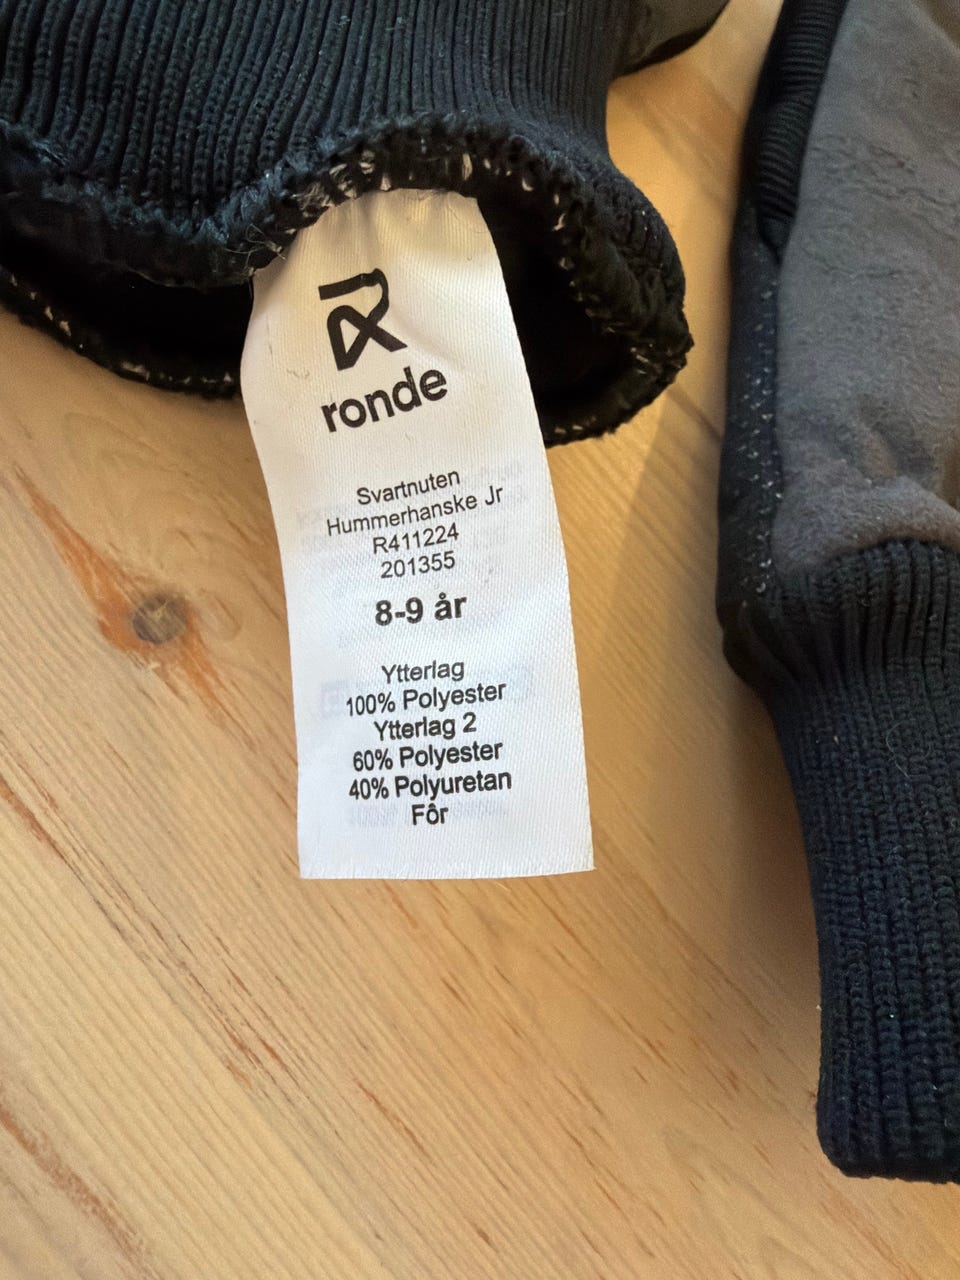 ronde
Svartnuten
Hummerhanske Jr
R411224
201355
8-9 år
Ytterlag
100% Polyester
Ytterlag 2
60% Polyester
40% Polyuretan
Fôr